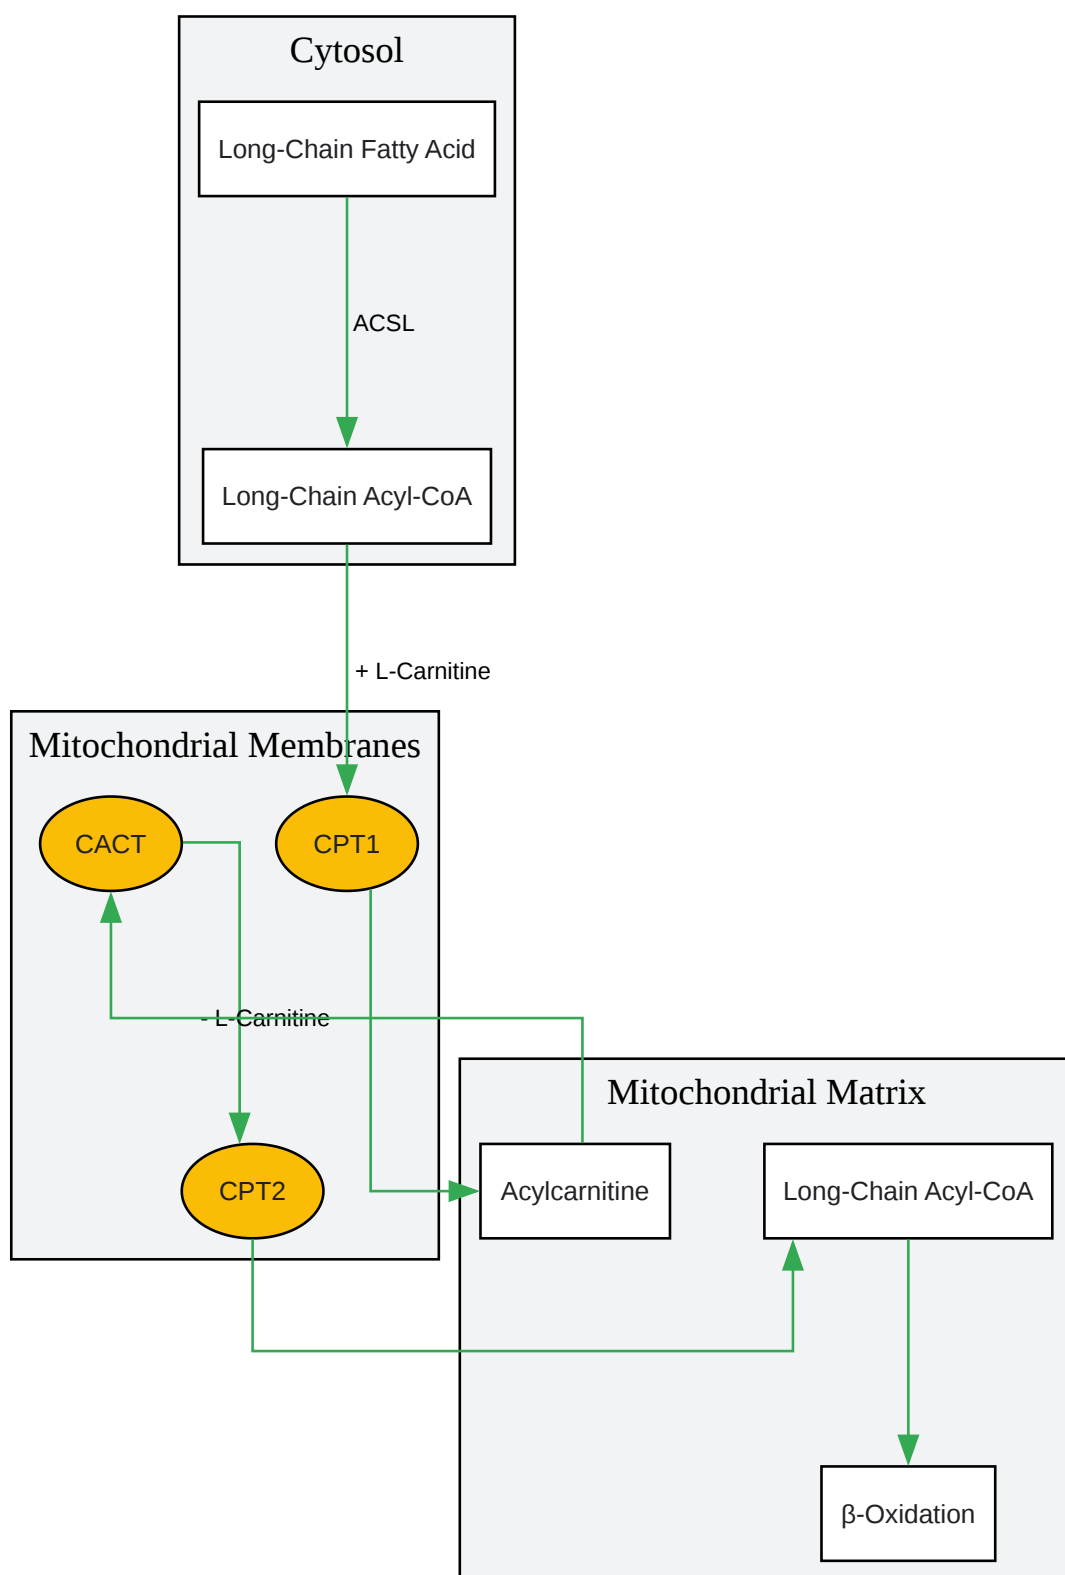 Cytosol
Long-Chain Fatty Acid
ACSL
Long-Chain Acyl-CoA
+ L-Carnitine
Mitochondrial Membranes
CACT
CPT1
- L-Carnitine
Mitochondrial Matrix
CPT2
Acylcarnitine
Long-Chain Acyl-CoA
β-Oxidation